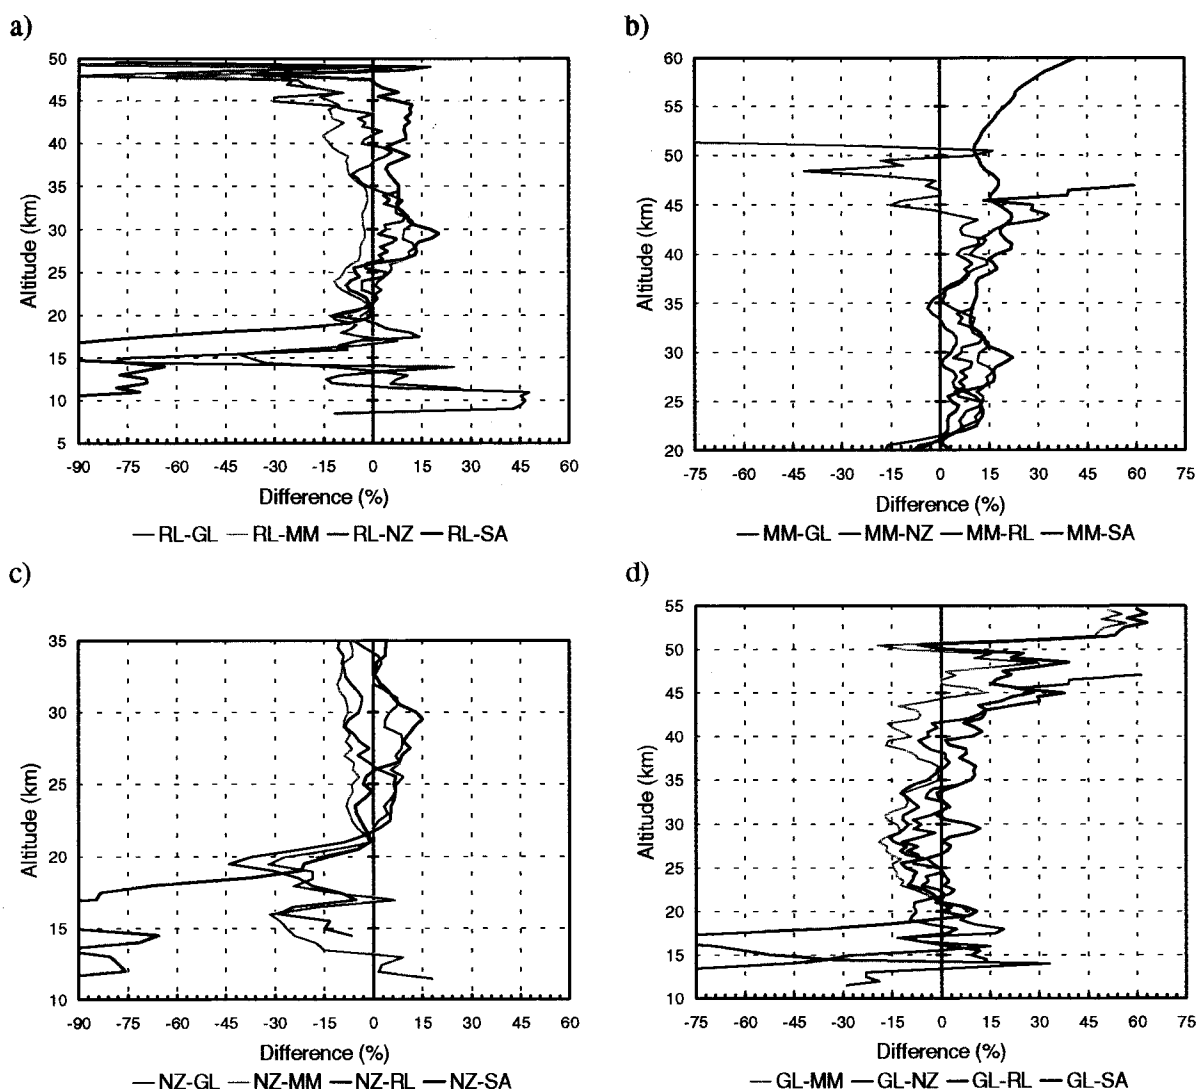 a)
50
45
40
35
30
25
20
15
10
5
Altitude (km)
-90 -75 -60 -45 -30 -15 0 15 30 45 60
Difference (%)
RL-GL RL-MM RL-NZ RL-SA
b)
60
55
50
45
40
35
30
25
20
Altitude (km)
-75 -60 -45 -30 -15 0 15 30 45 60 75
Difference (%)
MM-GL MM-NZ MM-RL MM-SA
c)
35
30
25
20
15
10
Altitude (km)
-90 -75 -60 -45 -30 -15 0 15 30 45 60
Difference (%)
NZ-GL NZ-MM NZ-RL NZ-SA
d)
55
50
45
40
35
30
25
20
15
10
Altitude (km)
-75 -60 -45 -30 -15 0 15 30 45 60 75
Difference (%)
GL-MM GL-NZ GL-RL GL-SA